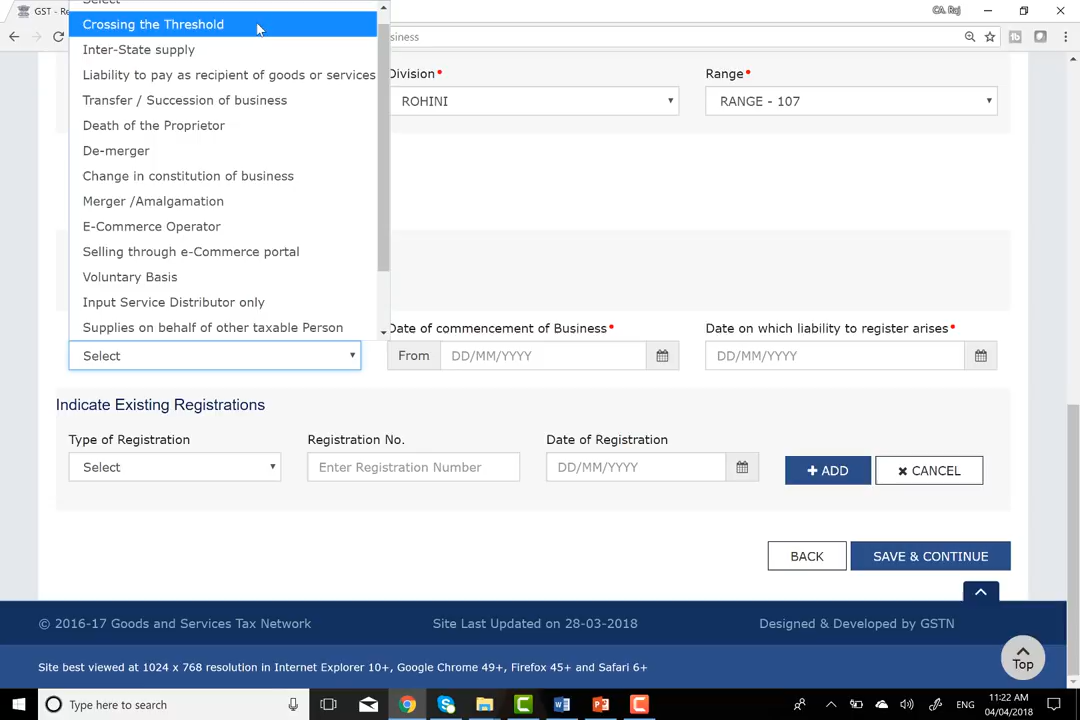 GST - Re
CA. Raj
usiness
Select
Crossing the Threshold
Inter-State supply
Liability to pay as recipient of goods or services
Transfer / Succession of business
Death of the Proprietor
De-merger
Change in constitution of business
Merger /Amalgamation
E-Commerce Operator
Selling through e-Commerce portal
Voluntary Basis
Input Service Distributor only
Supplies on behalf of other taxable Person
Division* Range*
ROHINI RANGE - 107
Date of commencement of Business* Date on which liability to register arises*
Select From DD/MM/YYYY DD/MM/YYYY
Indicate Existing Registrations
Type of Registration Registration No. Date of Registration
Select Enter Registration Number DD/MM/YYYY + ADD × CANCEL
BACK SAVE & CONTINUE
© 2016-17 Goods and Services Tax Network Site Last Updated on 28-03-2018 Designed & Developed by GSTN
Site best viewed at 1024 x 768 resolution in Internet Explorer 10+, Google Chrome 49+, Firefox 45+ and Safari 6+
Top
Type here to search ENG 11:22 AM
04/04/2018